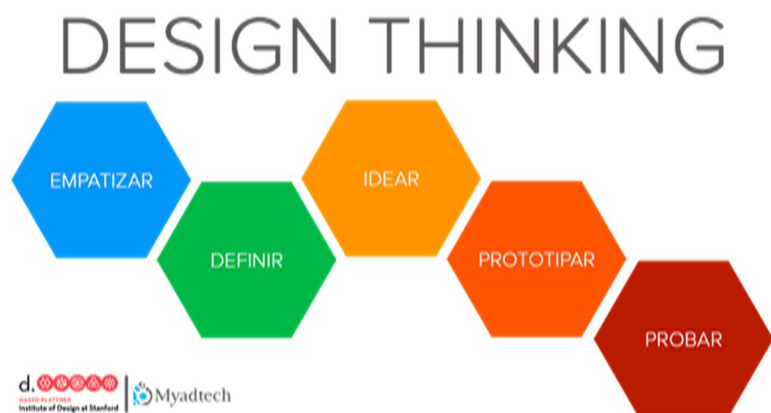 DESIGN THINKING
EMPATIZAR
DEFINIR
IDEAR
PROTOTIPAR
PROBAR
d.
HASSO PLATTNER
Institute of Design at Stanford
Myadtech